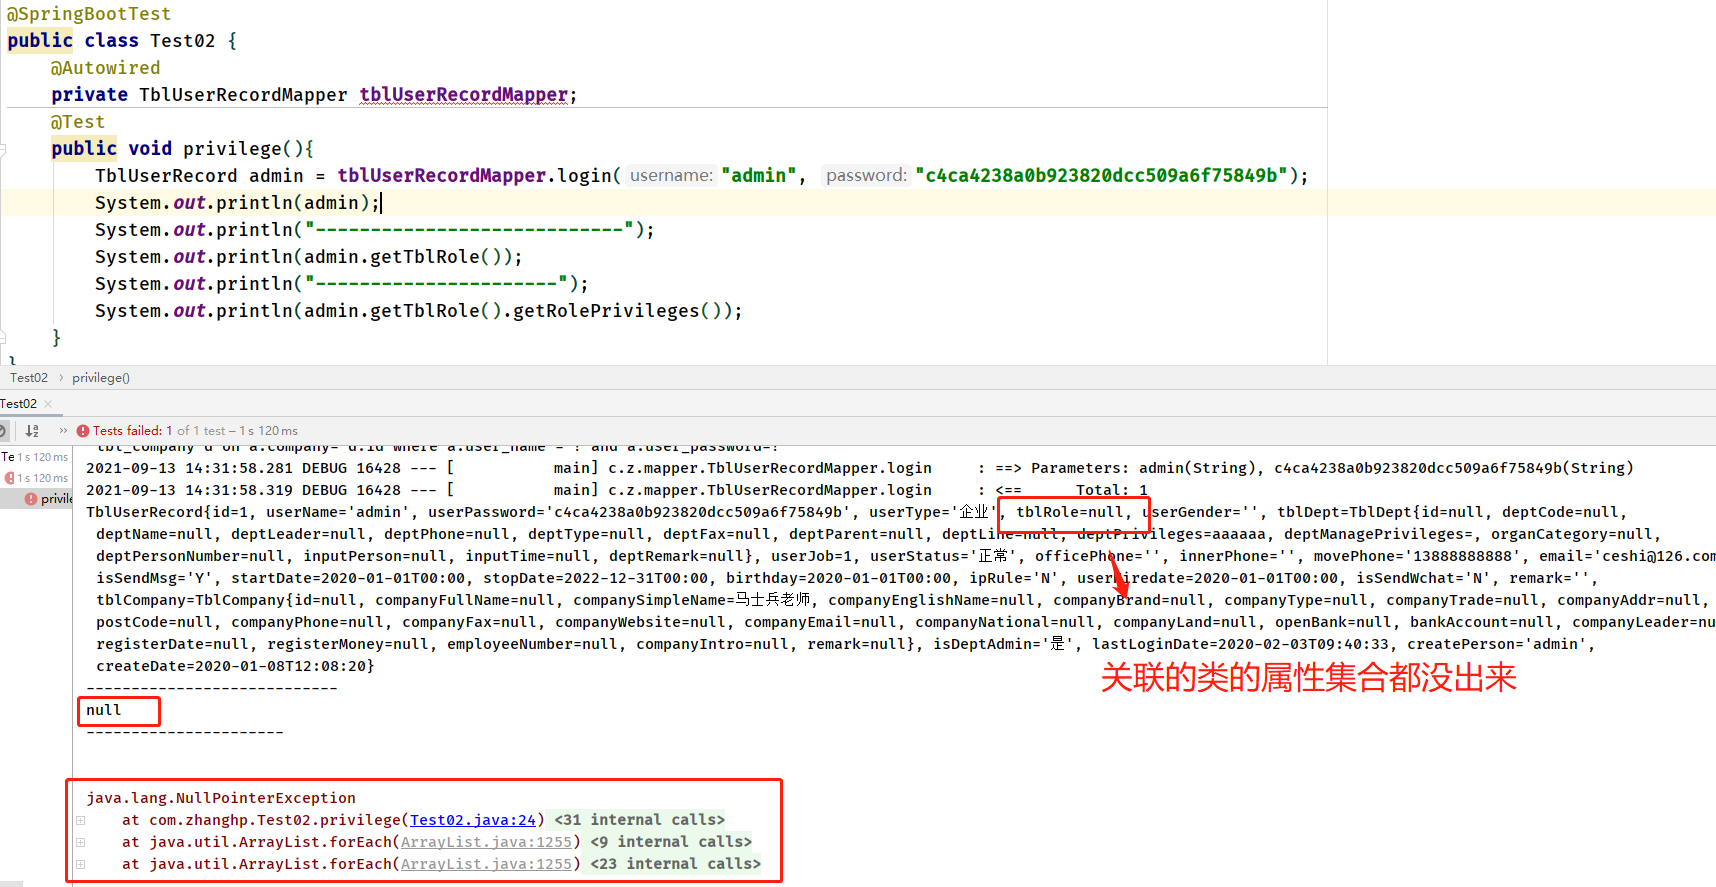 @SpringBootTest
public class Test02 {
@Autowired
private TblUserRecordMapper tblUserRecordMapper;
@Test
public void privilege(){
TblUserRecord admin = tblUserRecordMapper.login( username: "admin", password: "c4ca4238a0b923820dcc509a6f75849b");
System.out.println(admin);
System.out.println("----------------------------");
System.out.println(admin.getTblRole());
System.out.println("----------------------");
System.out.println(admin.getTblRole().getRolePrivileges());
}
}
Test02 › privilege()
Test02 ×
» Tests failed: 1 of 1 test – 1 s 120 ms
Te 1 s 120 ms
1 s 120 ms
privile
tbl_company d on a.company= d.id where a.user_name = ? and a.user_password=?
2021-09-13 14:31:58.281 DEBUG 16428 --- [           main] c.z.mapper.TblUserRecordMapper.login     : ==> Parameters: admin(String), c4ca4238a0b923820dcc509a6f75849b(String)
2021-09-13 14:31:58.319 DEBUG 16428 --- [           main] c.z.mapper.TblUserRecordMapper.login     : <==      Total: 1
TblUserRecord{id=1, userName='admin', userPassword='c4ca4238a0b923820dcc509a6f75849b', userType='企业', tblRole=null, userGender='', tblDept=TblDept{id=null, deptCode=null,
deptName=null, deptLeader=null, deptPhone=null, deptType=null, deptFax=null, deptParent=null, deptLine=null, deptPrivileges=aaaaaa, deptManagePrivileges=, organCategory=null,
deptPersonNumber=null, inputPerson=null, inputTime=null, deptRemark=null}, userJob=1, userStatus='正常', officePhone='', innerPhone='', movePhone='13888888888', email='ceshi@126.com
isSendMsg='Y', startDate=2020-01-01T00:00, stopDate=2022-12-31T00:00, birthday=2020-01-01T00:00, ipRule='N', userhiredate=2020-01-01T00:00, isSendWchat='N', remark='',
tblCompany=TblCompany{id=null, companyFullName=null, companySimpleName=马士兵老师, companyEnglishName=null, companyBrand=null, companyType=null, companyTrade=null, companyAddr=null,
postCode=null, companyPhone=null, companyFax=null, companyWebsite=null, companyEmail=null, companyNational=null, companyLand=null, openBank=null, bankAccount=null, companyLeader=nu
registerDate=null, registerMoney=null, employeeNumber=null, companyIntro=null, remark=null}, isDeptAdmin='是', lastLoginDate=2020-02-03T09:40:33, createPerson='admin',
createDate=2020-01-08T12:08:20}
关联的类的属性集合都没出来
----------------------------
null
----------------------
java.lang.NullPointerException
at com.zhanghp.Test02.privilege(Test02.java:24) <31 internal calls>
at java.util.ArrayList.forEach(ArrayList.java:1255) <9 internal calls>
at java.util.ArrayList.forEach(ArrayList.java:1255) <23 internal calls>